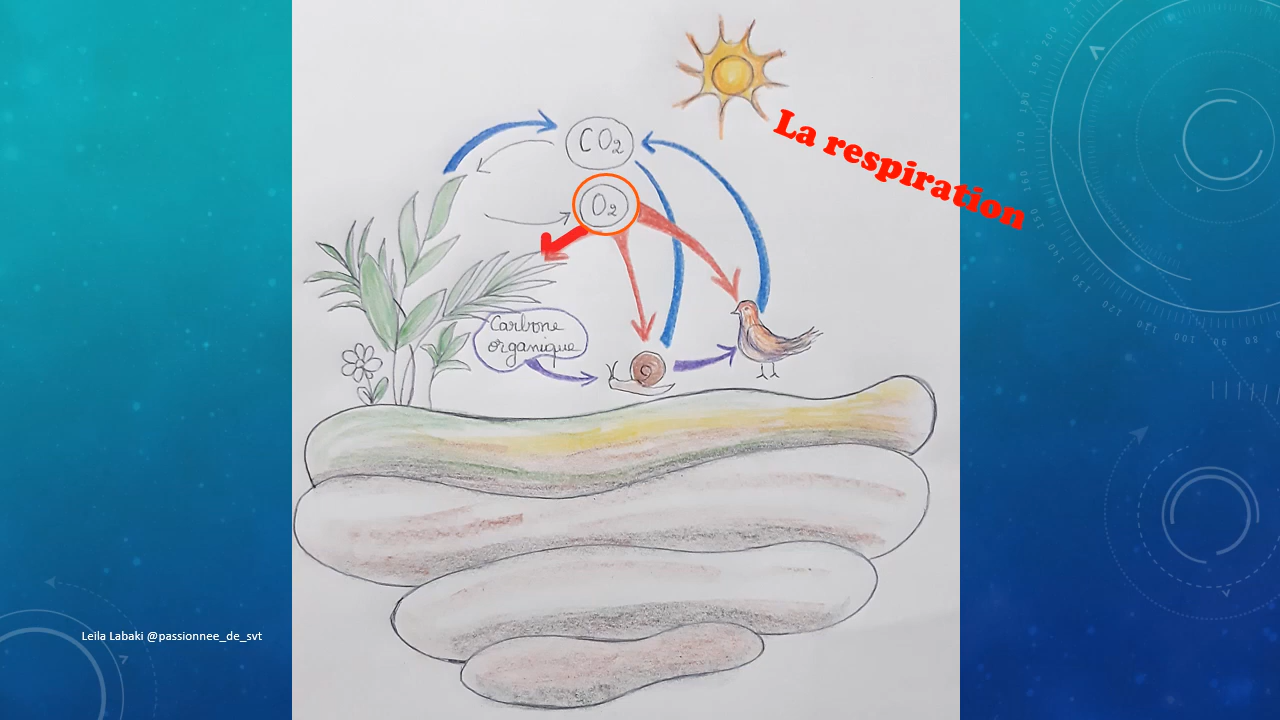 La respiration
CO₂
O₂
Carbone
organique
Leila Labaki @passionnee_de_svt